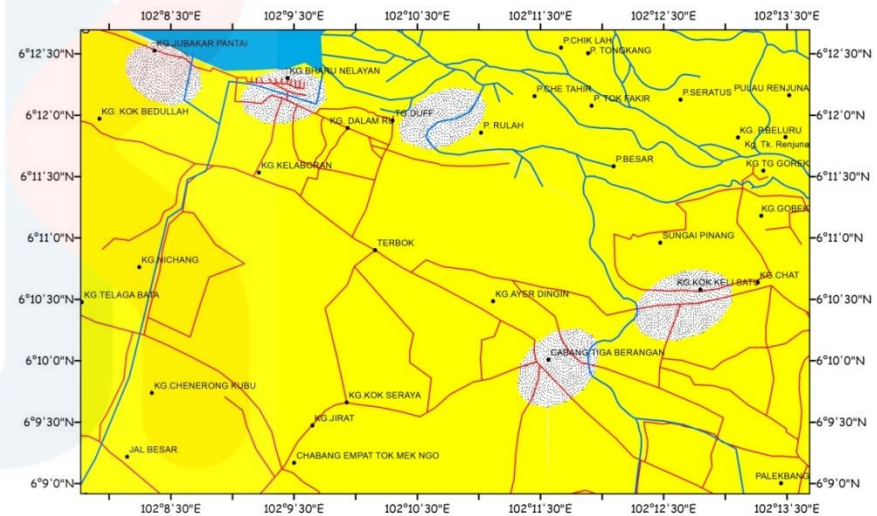 102°8'30"E 102°9'30"E 102°10'30"E 102°11'30"E 102°12'30"E 102°13'30"E
6°12'30"N
6°12'0"N
6°11'30"N
6°11'0"N
6°10'30"N
6°10'0"N
6°9'30"N
6°9'0"N
KG.JUBAKAR PANTAI
P.CHIK LAH
P. TONGKANG
KG.BHARU NELAYAN
P.CHE TAHIR
P. TOK FAKIR
P.SERATUS
PULAU RENJUNA
KG. KOK BEDULLAH
KG. DALAM RU
TG.DUFF
P. RULAH
KG. P.BELURU
Kg. Tk. Renjuna
KG.KELABORAN
P.BESAR
KG TG GOREK
KG.GOBEK
TERBOK
SUNGAI PINANG
KG.NICHANG
KG.TELAGA BATA
KG.AYER DINGIN
KG.KOK KELI SATU
KG.CHAT
CABANG TIGA BERANGAN
KG.CHENERONG KUBU
KG.KOK SERAYA
KG.JIRAT
JAL BESAR
CHABANG EMPAT TOK MEK NGO
PALEKBANG
6°12'30"N
6°12'0"N
6°11'30"N
6°11'0"N
6°10'30"N
6°10'0"N
6°9'30"N
6°9'0"N
102°8'30"E 102°9'30"E 102°10'30"E 102°11'30"E 102°12'30"E 102°13'30"E